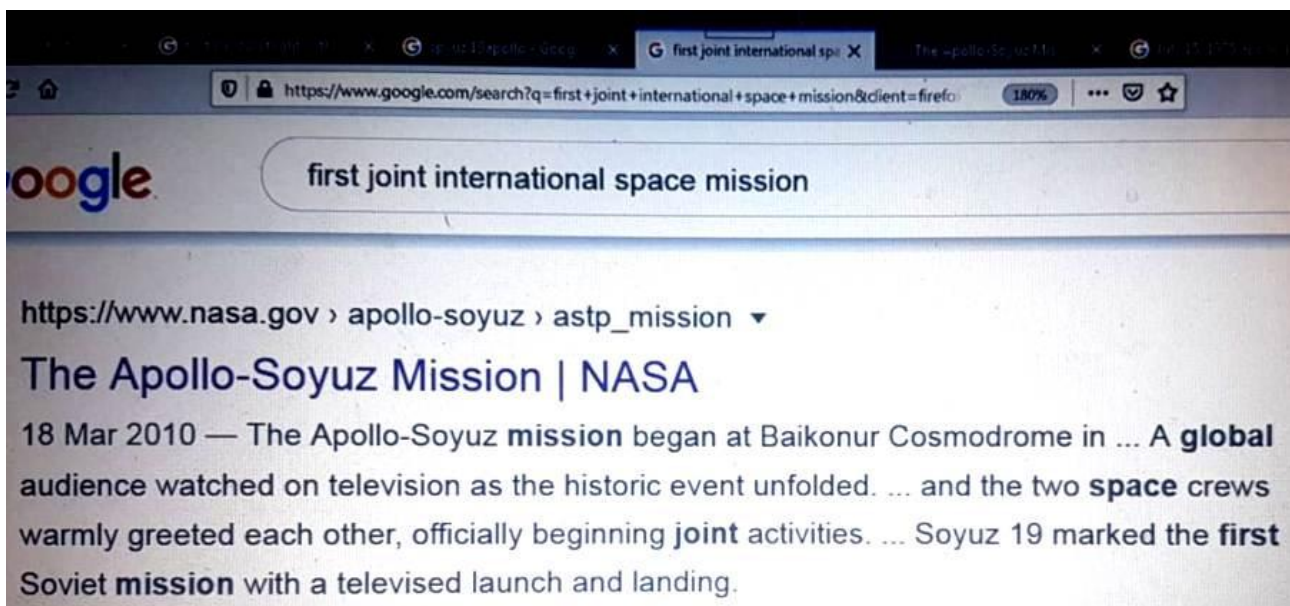 first joint international spa
https://www.google.com/search?q=first+joint+international+space+mission&client=firefo
180%
oogle
first joint international space mission
https://www.nasa.gov › apollo-soyuz › astp_mission
The Apollo-Soyuz Mission | NASA
18 Mar 2010 — The Apollo-Soyuz mission began at Baikonur Cosmodrome in ... A global
audience watched on television as the historic event unfolded. ... and the two space crews
warmly greeted each other, officially beginning joint activities. ... Soyuz 19 marked the first
Soviet mission with a televised launch and landing.